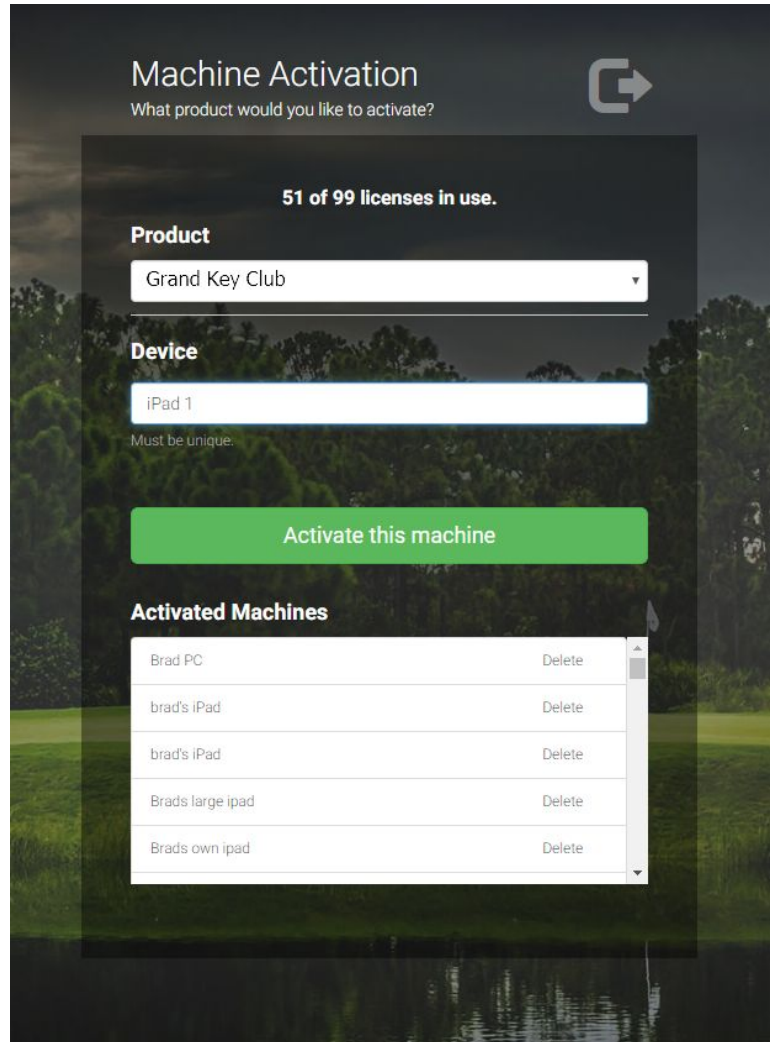 Machine Activation
What product would you like to activate?
51 of 99 licenses in use.
Product
Grand Key Club
Device
iPad 1
Must be unique.
Activate this machine
Activated Machines
Brad PC Delete
brad's iPad Delete
brad's iPad Delete
Brads large ipad Delete
Brads own ipad Delete